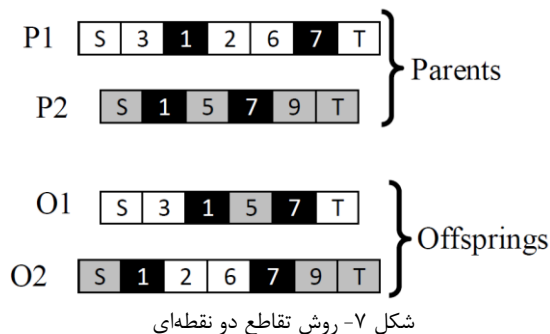 P1 S 3 1 2 6 7 T
P2 S 1 5 7 9 T
Parents
O1 S 3 1 5 7 T
O2 S 1 2 6 7 9 T
Offsprings
شکل ۷- روش تقاطع دو نقطه‌ای